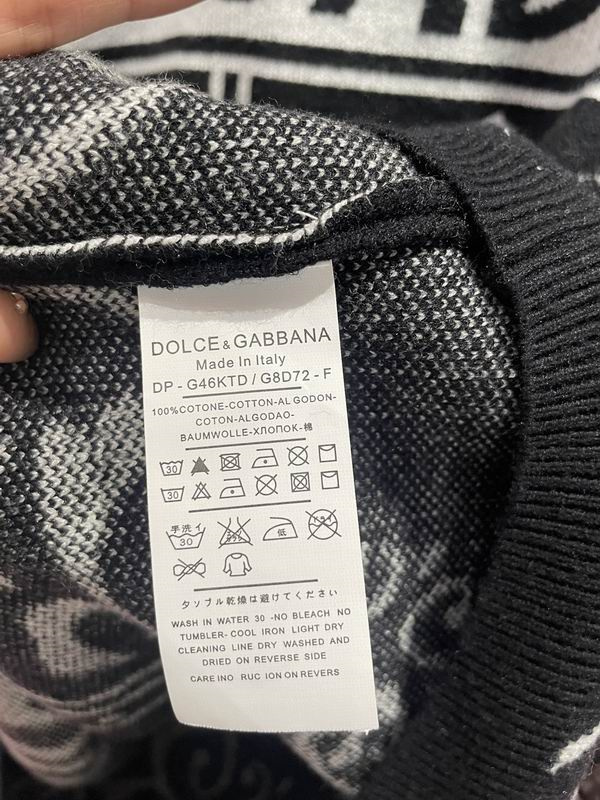 DOLCE&GABBANA
Made In Italy
DP - G46KTD / G8D72 - F
100%COTONE-COTTON-ALGODON-
COTON-ALGODAO-
BAUMWOLLE-ХЛОПОК-棉
30
30
手洗イ
30
低
タソブル乾燥は避けてください
WASH IN WATER 30 -NO BLEACH NO
TUMBLER- COOL IRON LIGHT DRY
CLEANING LINE DRY WASHED AND
DRIED ON REVERSE SIDE
CARE INO RUC ION ON REVERS